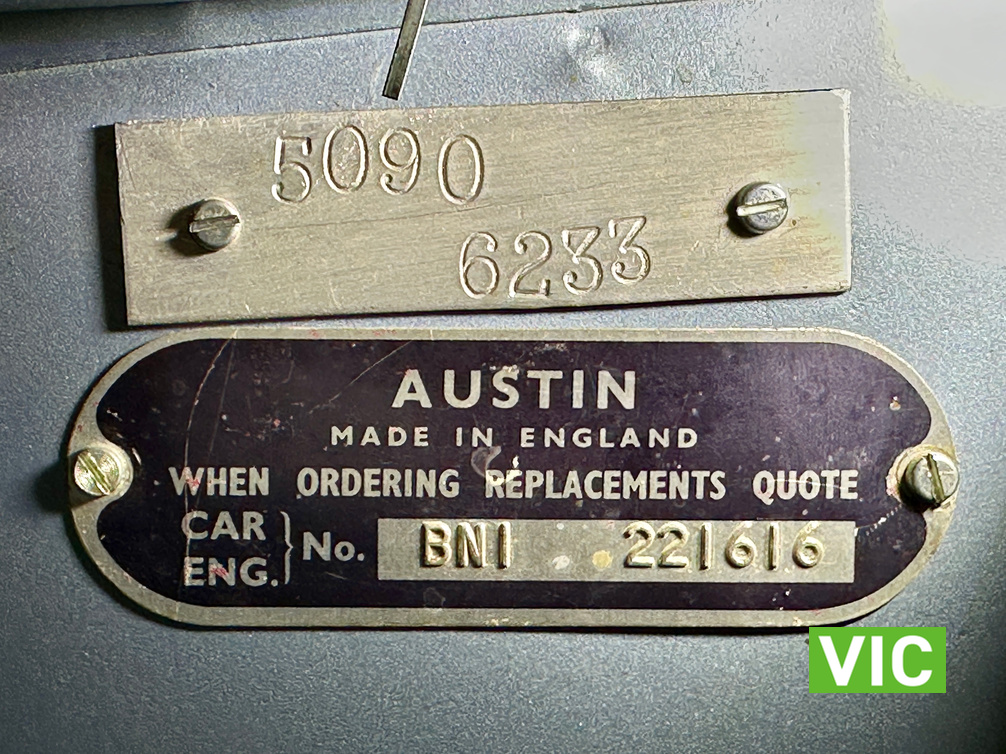 5090
6233
AUSTIN
MADE IN ENGLAND
WHEN ORDERING REPLACEMENTS QUOTE
CAR
ENG. } No. BN1 221616
VIC